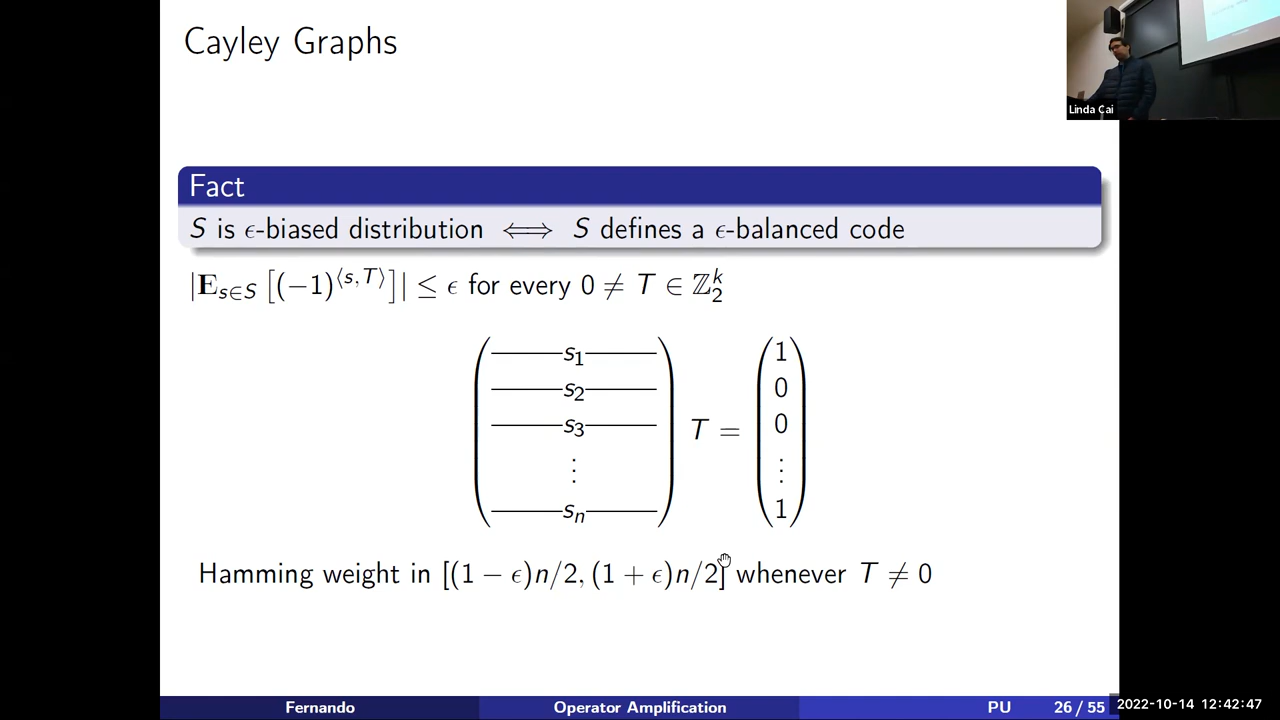 Cayley Graphs
Linda Cai
Fact
S is ϵ-biased distribution ⟺ S defines a ϵ-balanced code
|E_{s∈S} [(−1)^{⟨s,T⟩}]| ≤ ϵ for every 0 ≠ T ∈ ℤ₂ᵏ
s₁
s₂
s₃
⋮
sₙ
T =
1
0
0
⋮
1
Hamming weight in [(1 − ϵ)n/2, (1 + ϵ)n/2] whenever T ≠ 0
Fernando Operator Amplification PU 26 / 55
2022-10-14 12:42:47